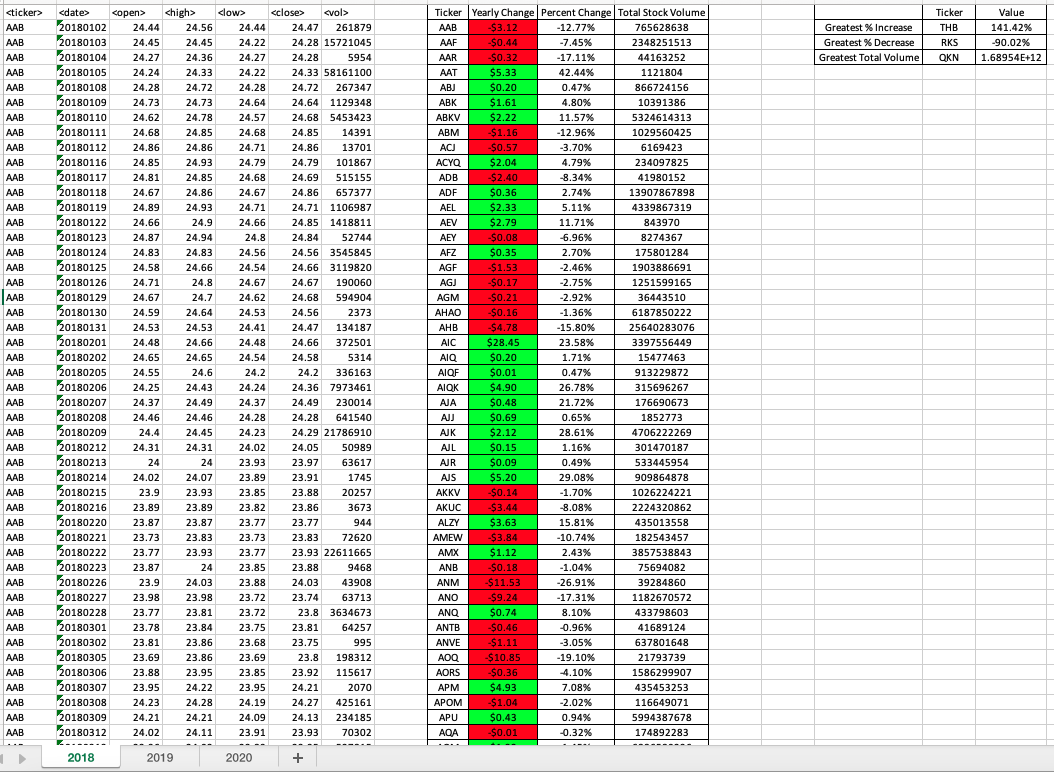 <ticker> <date> <open> <high> <low> <close> <vol> Ticker Yearly Change Percent Change Total Stock Volume Ticker Value
AAB 20180102 24.44 24.56 24.44 24.47 261879 AAB -$3.12 -12.77% 765628638 Greatest % Increase THB 141.42%
AAB 20180103 24.45 24.45 24.22 24.28 15721045 AAF -$0.44 -7.45% 2348251513 Greatest % Decrease RKS -90.02%
AAB 20180104 24.27 24.36 24.27 24.28 5954 AAR -$0.32 -17.11% 44163252 Greatest Total Volume QKN 1.68954E+12
AAB 20180105 24.24 24.33 24.22 24.33 58161100 AAT $5.33 42.44% 1121804
AAB 20180108 24.28 24.72 24.28 24.72 267347 ABJ $0.20 0.47% 866724156
AAB 20180109 24.73 24.73 24.64 24.64 1129348 ABK $1.61 4.80% 10391386
AAB 20180110 24.62 24.78 24.57 24.68 5453423 ABKV $2.22 11.57% 5324614313
AAB 20180111 24.68 24.85 24.68 24.85 14391 ABM -$1.16 -12.96% 1029560425
AAB 20180112 24.86 24.86 24.71 24.86 13701 ACJ -$0.57 -3.70% 6169423
AAB 20180116 24.85 24.93 24.79 24.79 101867 ACYQ $2.04 4.79% 234097825
AAB 20180117 24.81 24.85 24.68 24.69 515155 ADB -$2.40 -8.34% 41980152
AAB 20180118 24.67 24.86 24.67 24.86 657377 ADF $0.36 2.74% 13907867898
AAB 20180119 24.89 24.93 24.71 24.71 1106987 AEL $2.33 5.11% 4339867319
AAB 20180122 24.66 24.9 24.66 24.85 1418811 AEV $2.79 11.71% 843970
AAB 20180123 24.87 24.94 24.8 24.84 52744 AEY -$0.08 -6.96% 8274367
AAB 20180124 24.83 24.83 24.56 24.56 3545845 AFZ $0.35 2.70% 175801284
AAB 20180125 24.58 24.66 24.54 24.66 3119820 AGF -$1.53 -2.46% 1903886691
AAB 20180126 24.71 24.8 24.67 24.67 190060 AGJ -$0.17 -2.75% 1251599165
AAB 20180129 24.67 24.7 24.62 24.68 594904 AGM -$0.21 -2.92% 36443510
AAB 20180130 24.59 24.64 24.53 24.56 2373 AHAO -$0.16 -1.36% 6187850222
AAB 20180131 24.53 24.53 24.41 24.47 134187 AHB -$4.78 -15.80% 25640283076
AAB 20180201 24.48 24.66 24.48 24.66 372501 AIC $28.45 23.58% 3397556449
AAB 20180202 24.65 24.65 24.54 24.58 5314 AIQ $0.20 1.71% 15477463
AAB 20180205 24.55 24.6 24.2 24.2 336163 AIQF $0.01 0.47% 913229872
AAB 20180206 24.25 24.43 24.24 24.36 7973461 AIQK $4.90 26.78% 315696267
AAB 20180207 24.37 24.49 24.37 24.49 230014 AJA $0.48 21.72% 176690673
AAB 20180208 24.46 24.46 24.28 24.28 641540 AJJ $0.69 0.65% 1852773
AAB 20180209 24.4 24.45 24.23 24.29 21786910 AJK $2.12 28.61% 4706222269
AAB 20180212 24.31 24.31 24.02 24.05 50989 AJL $0.15 1.16% 301470187
AAB 20180213 24 24 23.93 23.97 63617 AJR $0.09 0.49% 533445954
AAB 20180214 24.02 24.07 23.89 23.91 1745 AJS $5.20 29.08% 909864878
AAB 20180215 23.9 23.93 23.85 23.88 20257 AKKV -$0.14 -1.70% 1026224221
AAB 20180216 23.89 23.89 23.82 23.86 3673 AKUC -$3.44 -8.08% 2224320862
AAB 20180220 23.87 23.87 23.77 23.77 944 ALZY $3.63 15.81% 435013558
AAB 20180221 23.73 23.83 23.73 23.83 72620 AMEW -$3.84 -10.74% 182543457
AAB 20180222 23.77 23.93 23.77 23.93 22611665 AMX $1.12 2.43% 3857538843
AAB 20180223 23.87 24 23.85 23.88 9468 ANB -$0.18 -1.04% 75694082
AAB 20180226 23.9 24.03 23.88 24.03 43908 ANM -$11.53 -26.91% 39284860
AAB 20180227 23.98 23.98 23.72 23.74 63713 ANO -$9.24 -17.31% 1182670572
AAB 20180228 23.77 23.81 23.72 23.8 3634673 ANQ $0.74 8.10% 433798603
AAB 20180301 23.78 23.84 23.75 23.81 64257 ANTB -$0.46 -0.96% 41689124
AAB 20180302 23.81 23.86 23.68 23.75 995 ANVE -$1.11 -3.05% 637801648
AAB 20180305 23.69 23.86 23.69 23.8 198312 AOQ -$10.85 -19.10% 21793739
AAB 20180306 23.88 23.95 23.85 23.92 115617 AORS -$0.36 -4.10% 1586299907
AAB 20180307 23.95 24.22 23.95 24.21 2070 APM $4.93 7.08% 435453253
AAB 20180308 24.23 24.28 24.19 24.27 425161 APOM -$1.04 -2.02% 116649071
AAB 20180309 24.21 24.21 24.09 24.13 234185 APU $0.43 0.94% 5994387678
AAB 20180312 24.02 24.11 23.91 23.93 70302 AQA -$0.01 -0.32% 174892283
2018 2019 2020 +